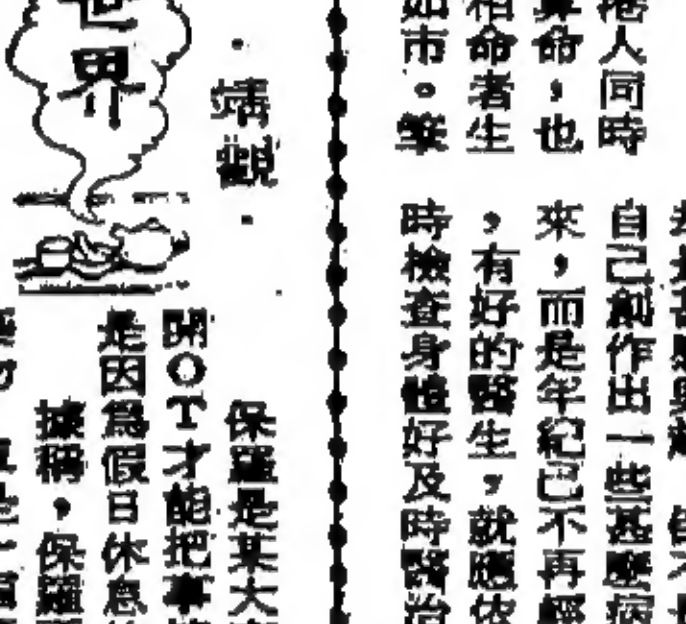 港人同時
算命，也
相命者生
如市。筆
自己創作出一些甚麼病
來，而是年紀已不再輕
，有好的醫生，就應依
時檢查身體好及時醫治
世界
·靖觀·
保羅是某大
開OT才能把事
是因爲假日休息
據稱，保羅